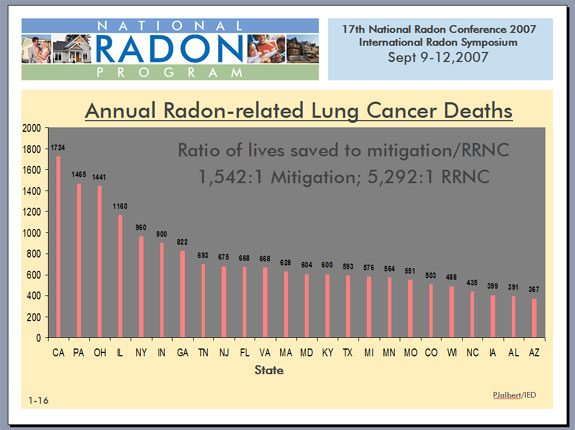 NATIONAL
RADON
PROGRAM
17th National Radon Conference 2007
International Radon Symposium
Sept 9-12,2007
Annual Radon-related Lung Cancer Deaths
Ratio of lives saved to mitigation/RRNC
1,542:1 Mitigation; 5,292:1 RRNC
2000
1800
1600
1400
1200
1000
800
600
400
200
0
1724 1465 1441 1160 960 900 822 693 675 668 668 628 604 600 593 576 564 551 503 488 435 399 391 367
CA PA OH IL NY IN GA TN NJ FL VA MA MD KY TX MI MN MO CO WI NC IA AL AZ
State
1-16
PJalbert/IED